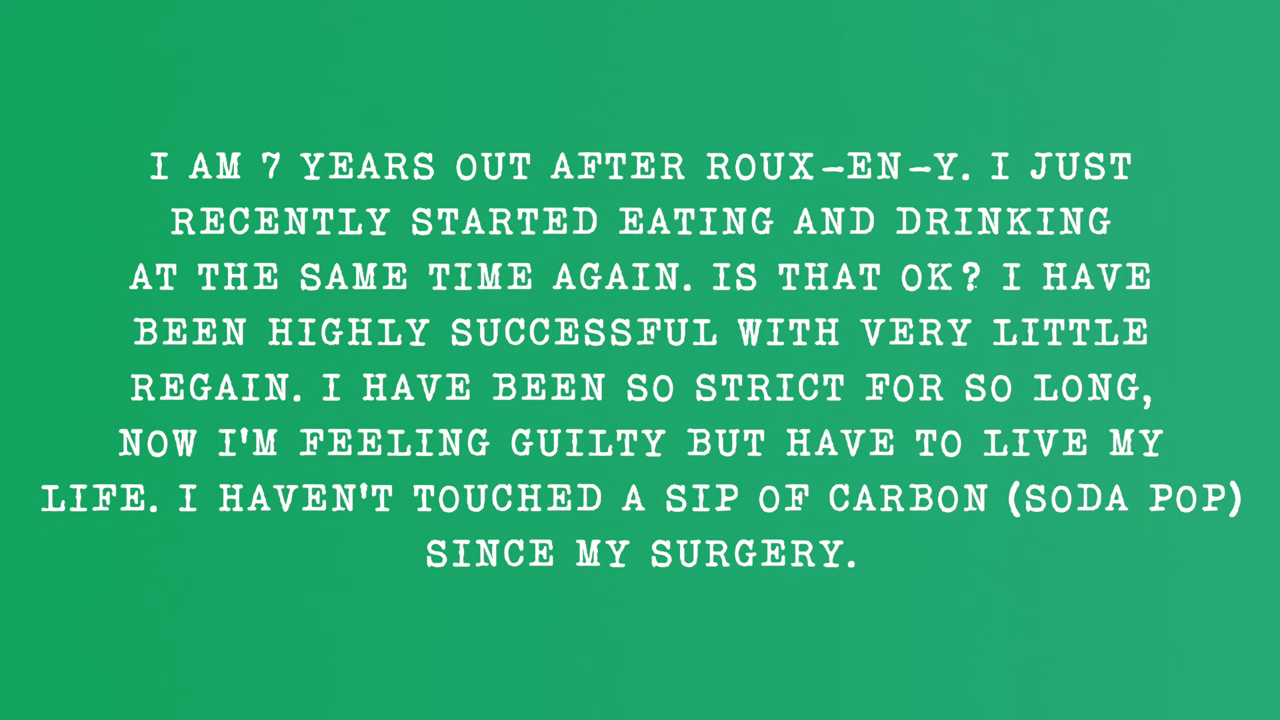 I AM 7 YEARS OUT AFTER ROUX-EN-Y. I JUST
RECENTLY STARTED EATING AND DRINKING
AT THE SAME TIME AGAIN. IS THAT OK? I HAVE
BEEN HIGHLY SUCCESSFUL WITH VERY LITTLE
REGAIN. I HAVE BEEN SO STRICT FOR SO LONG,
NOW I'M FEELING GUILTY BUT HAVE TO LIVE MY
LIFE. I HAVEN'T TOUCHED A SIP OF CARBON (SODA POP)
SINCE MY SURGERY.